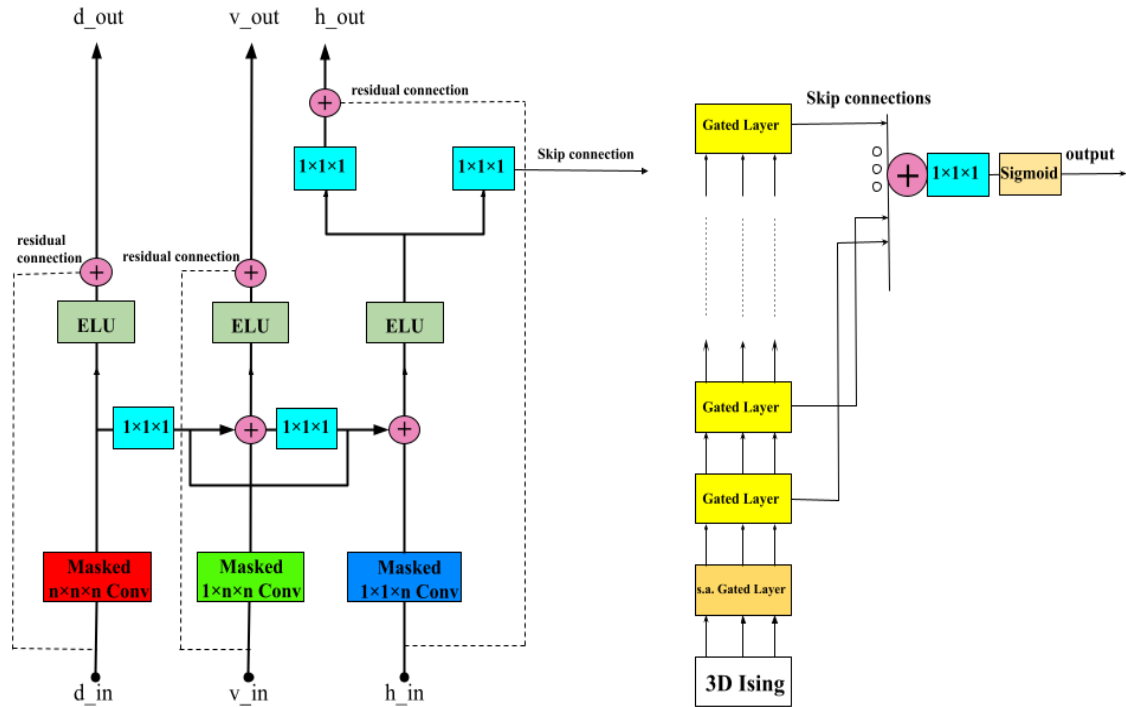 d_out
v_out
h_out
residual connection
+
1×1×1
1×1×1
Skip connection
residual
connection
residual connection
+
+
ELU
ELU
ELU
1×1×1
+
1×1×1
+
Masked
n×n×n Conv
Masked
1×n×n Conv
Masked
1×1×n Conv
d_in
v_in
h_in
Skip connections
Gated Layer
+
1×1×1
Sigmoid
output
Gated Layer
Gated Layer
s.a. Gated Layer
3D Ising